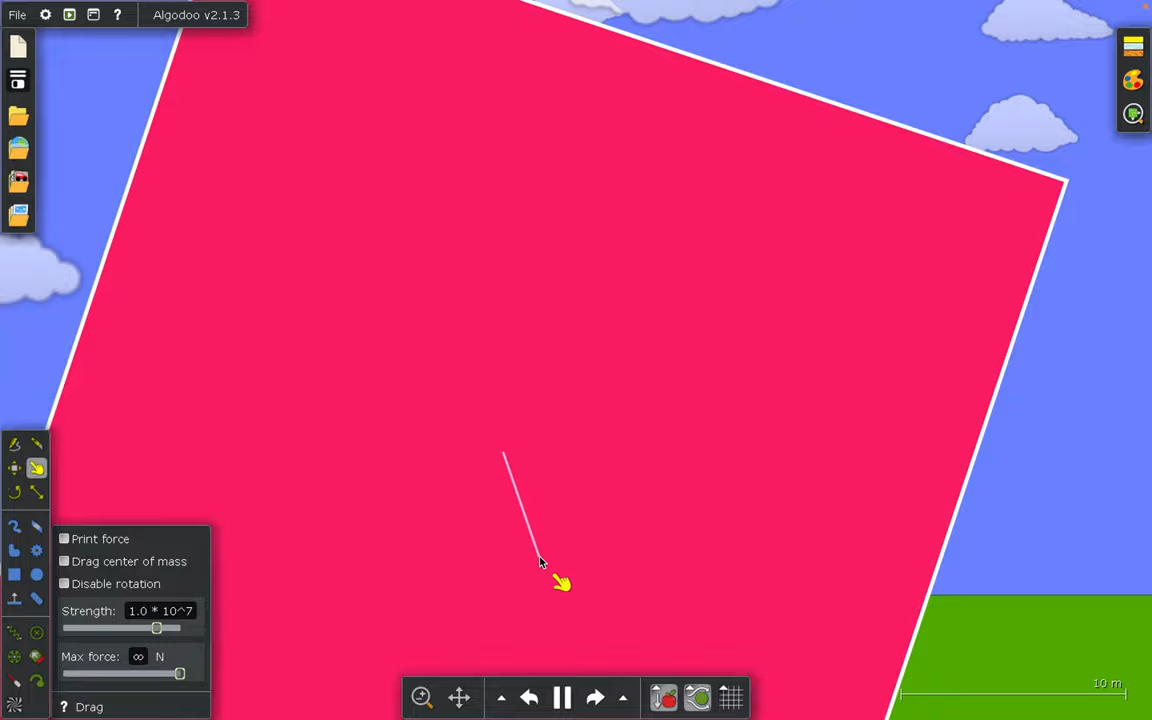 File ? Algodoo v2.1.3
Print force
Drag center of mass
Disable rotation
Strength: 1.0 * 10^7
Max force: ∞ N
? Drag
10 m